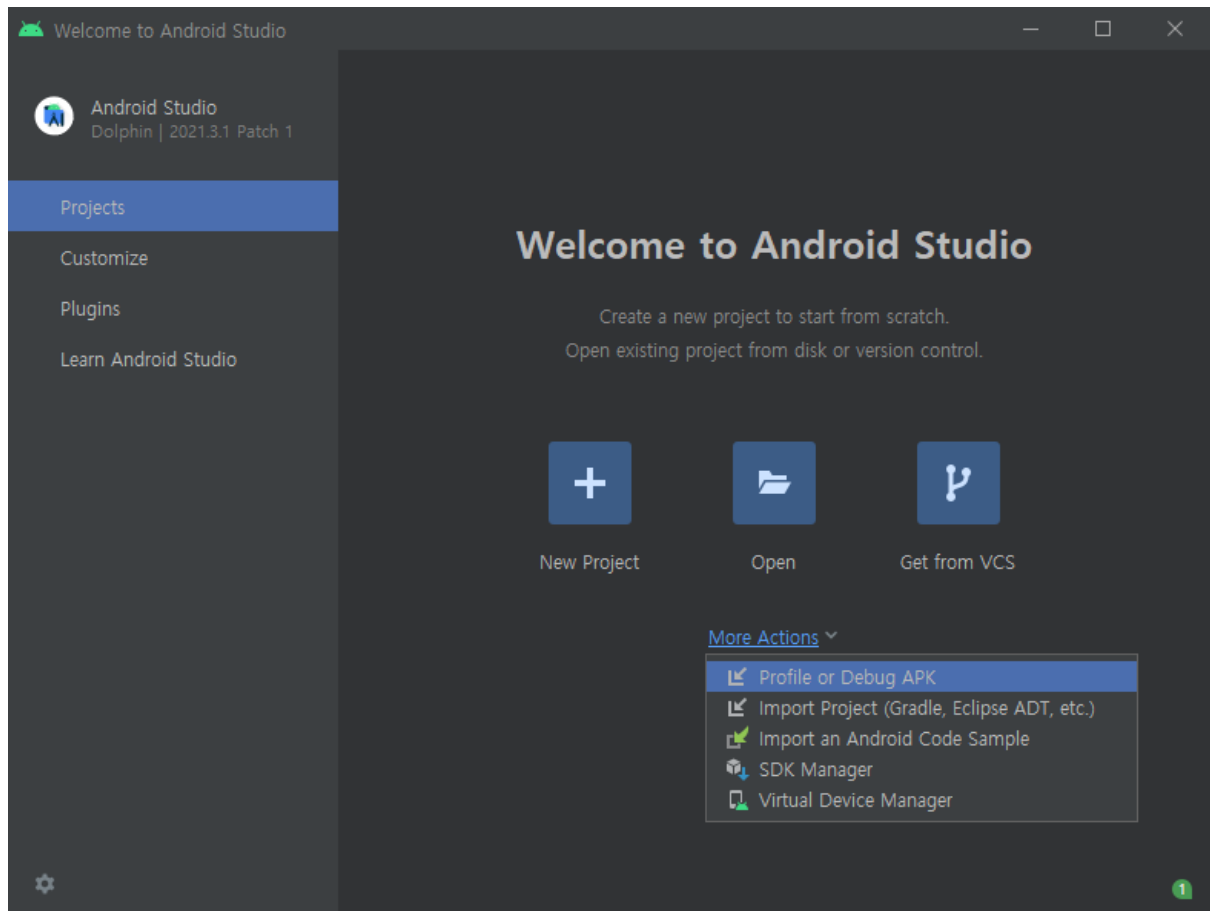 Welcome to Android Studio
Android Studio
Dolphin | 2021.3.1 Patch 1
Projects
Customize
Plugins
Learn Android Studio
Welcome to Android Studio
Create a new project to start from scratch.
Open existing project from disk or version control.
New Project
Open
Get from VCS
More Actions
Profile or Debug APK
Import Project (Gradle, Eclipse ADT, etc.)
Import an Android Code Sample
SDK Manager
Virtual Device Manager
1